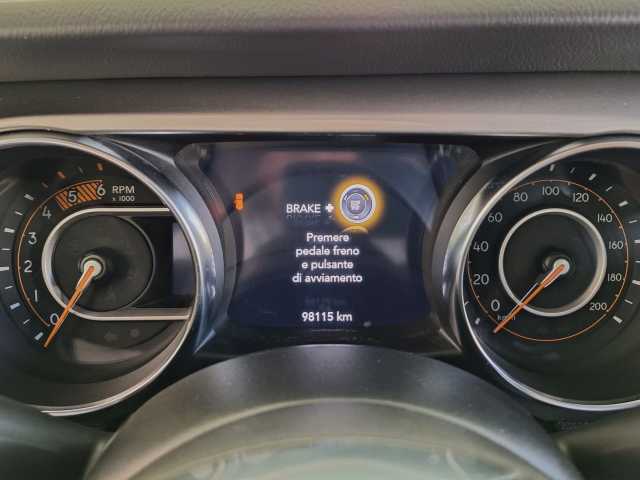 5 6 RPM
x 1000
4
3
2
1
0
BRAKE +
Premere
pedale freno
e pulsante
di avviamento
98115 km
100
80 120
60 140
40 160
20 180
0 200
km/h